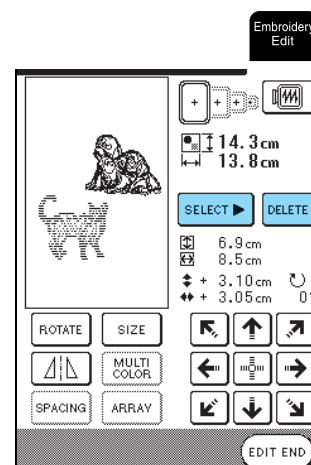 Embroidery
Edit
14.3cm
13.8cm
SELECT DELETE
6.9cm
8.5cm
+ 3.10cm
+ 3.05cm 0°
ROTATE SIZE
MULTI
COLOR
SPACING ARRAY
EDIT END